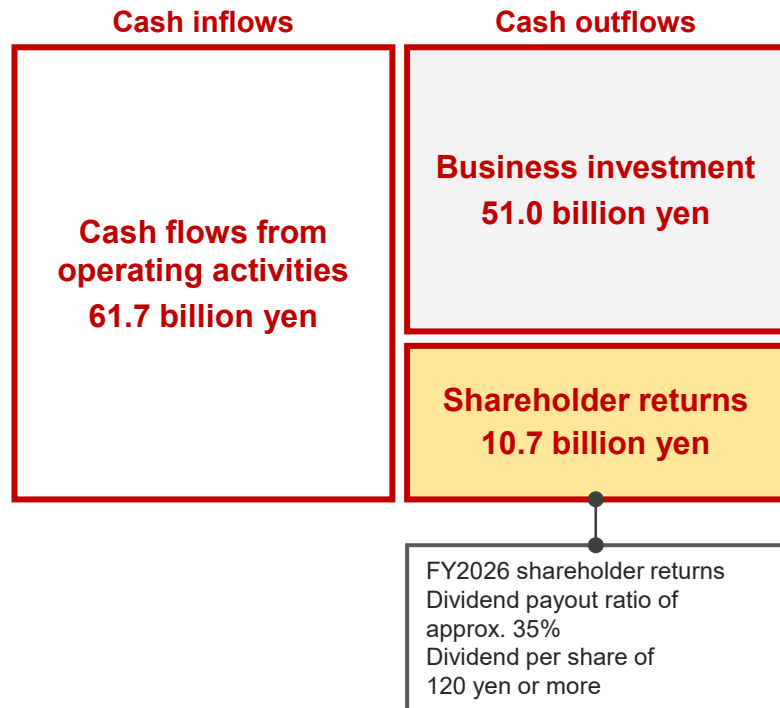 Cash inflows
Cash outflows
Cash flows from
operating activities
61.7 billion yen
Business investment
51.0 billion yen
Shareholder returns
10.7 billion yen
FY2026 shareholder returns
Dividend payout ratio of
approx. 35%
Dividend per share of
120 yen or more